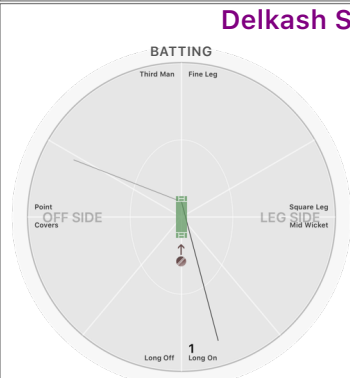 Delkash S
BATTING
Third Man
Fine Leg
Point
Square Leg
OFF SIDE
LEG SIDE
Covers
Mid Wicket
1
Long Off
Long On